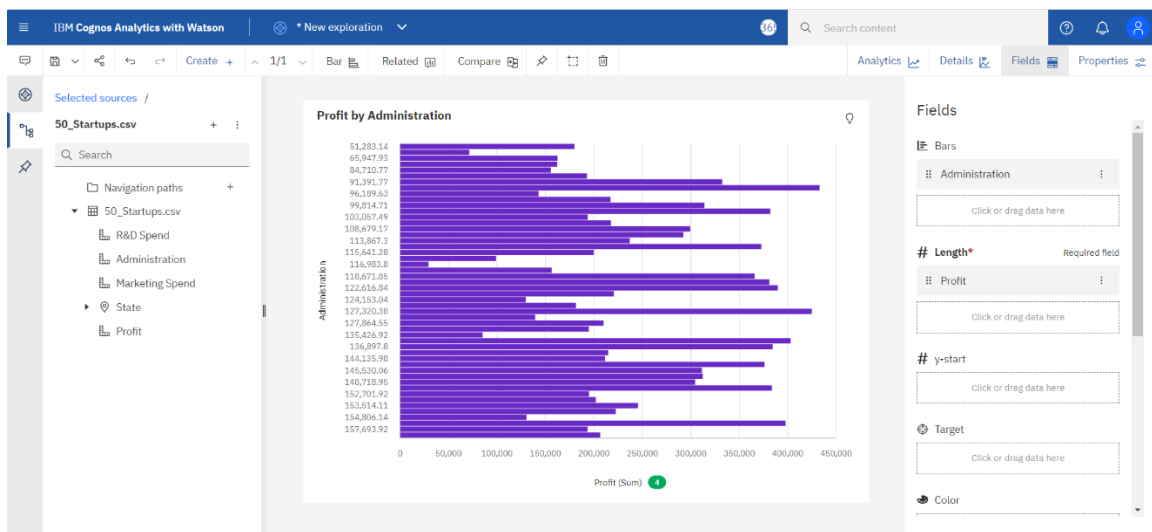 IBM Cognos Analytics with Watson
* New exploration
Search content
Create +
1/1
Bar
Related
Compare
Analytics
Details
Fields
Properties
Selected sources /
50_Startups.csv
Search
Navigation paths
50_Startups.csv
R&D Spend
Administration
Marketing Spend
State
Profit
Profit by Administration
Administration
51,283.14
65,947.93
84,710.77
91,391.77
96,189.63
99,814.71
103,057.49
108,679.17
113,867.3
115,641.28
116,983.8
118,671.85
122,616.84
124,153.04
127,320.38
127,864.55
135,426.92
136,897.8
144,135.98
145,530.06
148,718.95
152,701.92
153,514.11
154,806.14
157,693.92
0 50,000 100,000 150,000 200,000 250,000 300,000 350,000 400,000 450,000
Profit (Sum) 4
Fields
Bars
Administration
Click or drag data here
# Length* Required field
Profit
Click or drag data here
# y-start
Click or drag data here
Target
Click or drag data here
Color